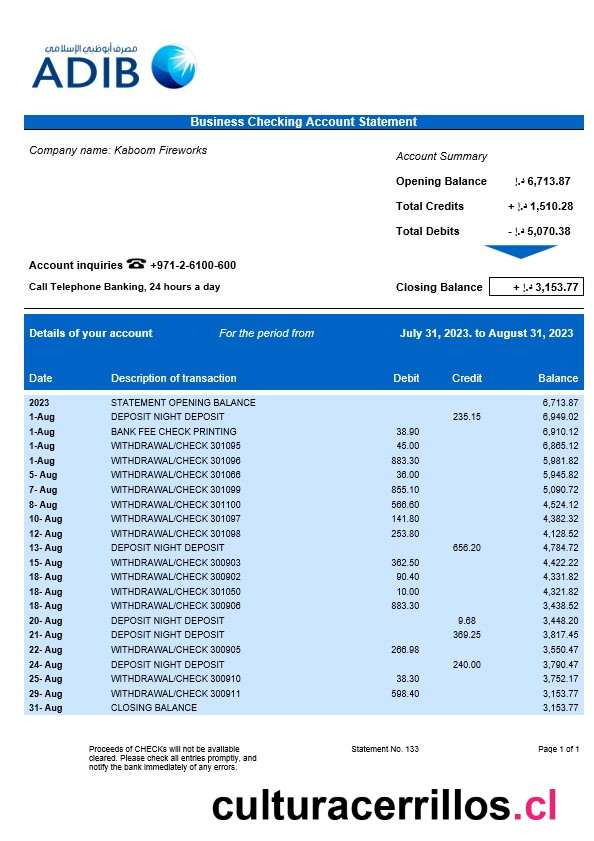 مصرف أبوظبي الإسلامي
ADIB
Business Checking Account Statement
Company name: Kaboom Fireworks
Account Summary
Opening Balance د.إ 6,713.87
Total Credits + د.إ 1,510.28
Total Debits - د.إ 5,070.38
Account inquiries ☎ +971-2-6100-600
Call Telephone Banking, 24 hours a day
Closing Balance + د.إ 3,153.77
Details of your account For the period from July 31, 2023. to August 31, 2023
Date Description of transaction Debit Credit Balance
2023 STATEMENT OPENING BALANCE 6,713.87
1-Aug DEPOSIT NIGHT DEPOSIT 235.15 6,949.02
1-Aug BANK FEE CHECK PRINTING 38.90 6,910.12
1-Aug WITHDRAWAL/CHECK 301095 45.00 6,865.12
1-Aug WITHDRAWAL/CHECK 301096 883.30 5,981.82
5- Aug WITHDRAWAL/CHECK 301066 36.00 5,945.82
7- Aug WITHDRAWAL/CHECK 301099 855.10 5,090.72
8- Aug WITHDRAWAL/CHECK 301100 566.60 4,524.12
10- Aug WITHDRAWAL/CHECK 301097 141.80 4,382.32
12- Aug WITHDRAWAL/CHECK 301098 253.80 4,128.52
13- Aug DEPOSIT NIGHT DEPOSIT 656.20 4,784.72
15- Aug WITHDRAWAL/CHECK 300903 362.50 4,422.22
18- Aug WITHDRAWAL/CHECK 300902 90.40 4,331.82
18- Aug WITHDRAWAL/CHECK 301050 10.00 4,321.82
18- Aug WITHDRAWAL/CHECK 300906 883.30 3,438.52
20- Aug DEPOSIT NIGHT DEPOSIT 9.68 3,448.20
21- Aug DEPOSIT NIGHT DEPOSIT 369.25 3,817.45
22- Aug WITHDRAWAL/CHECK 300905 266.98 3,550.47
24- Aug DEPOSIT NIGHT DEPOSIT 240.00 3,790.47
25- Aug WITHDRAWAL/CHECK 300910 38.30 3,752.17
29- Aug WITHDRAWAL/CHECK 300911 598.40 3,153.77
31- Aug CLOSING BALANCE 3,153.77
Proceeds of CHECKs will not be available
cleared. Please check all entries promptly, and
notify the bank immediately of any errors.
Statement No. 133
Page 1 of 1
culturacerrillos.cl